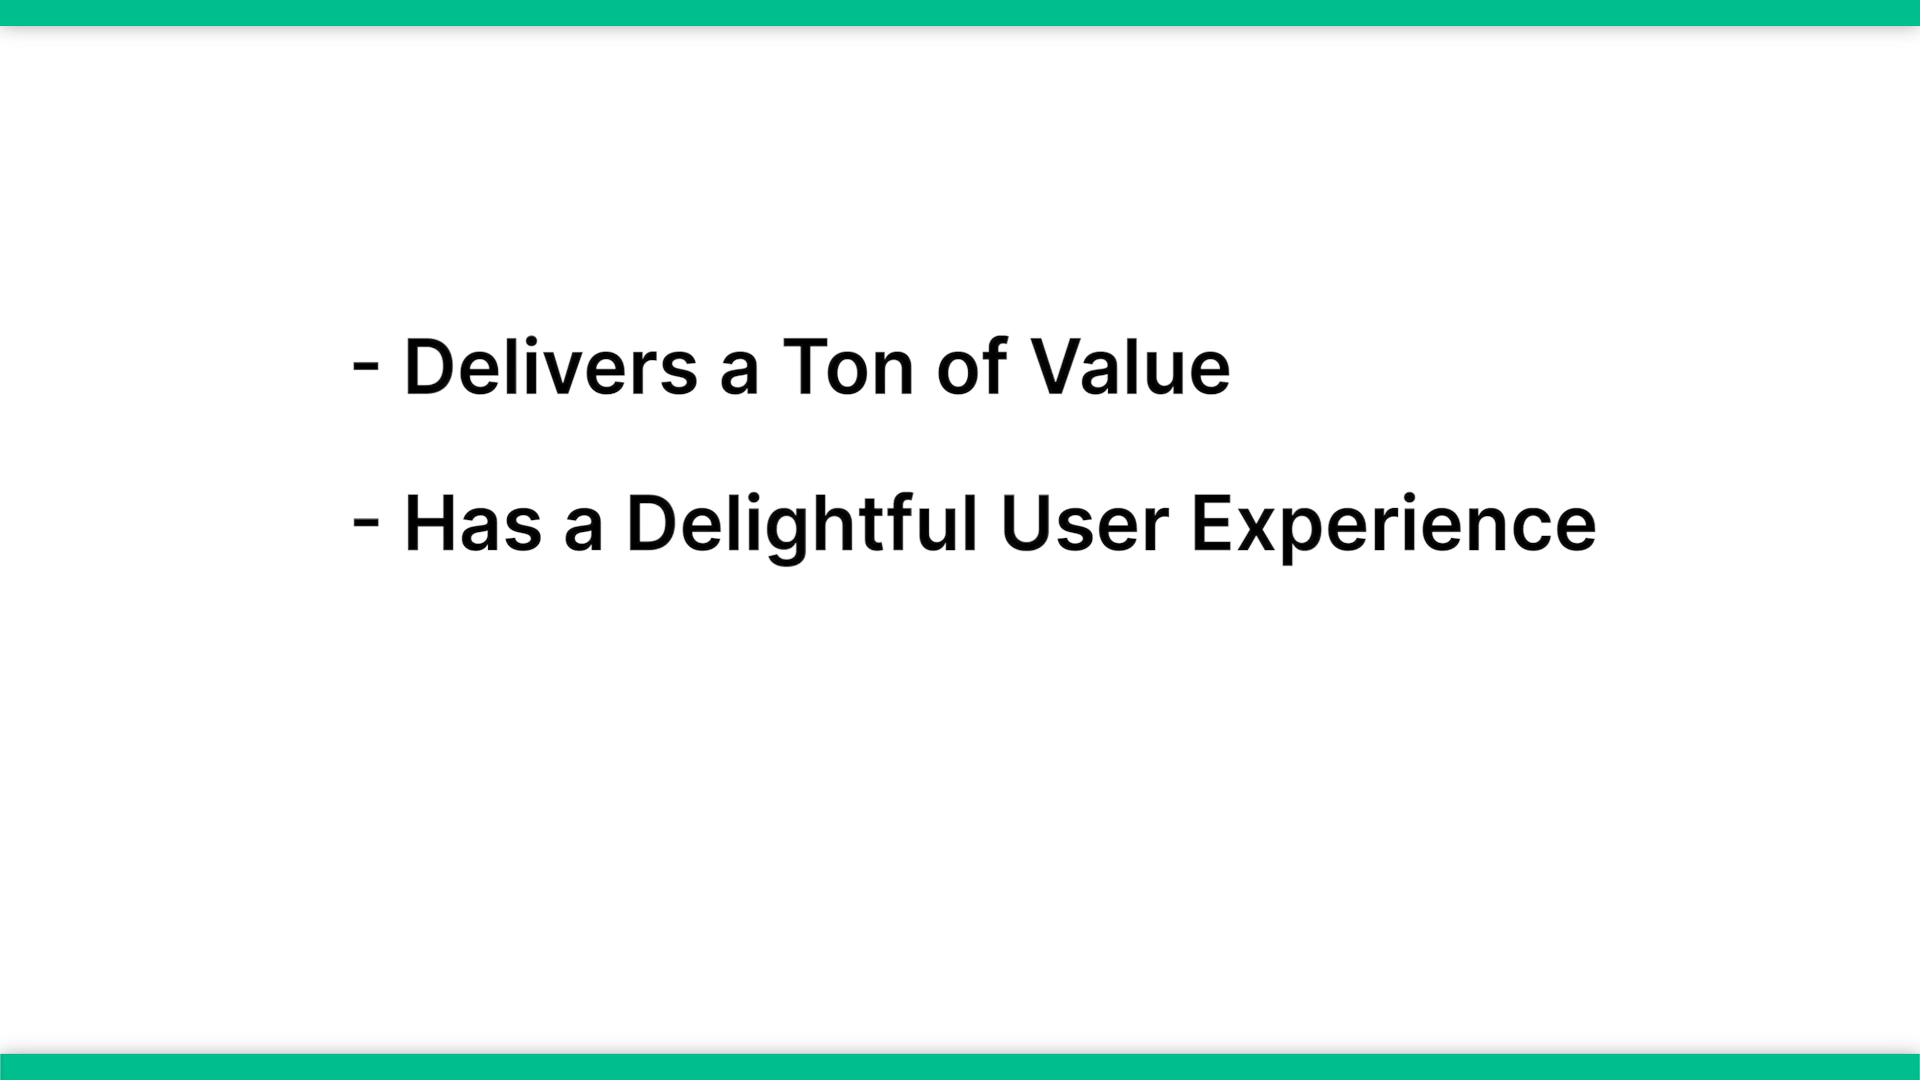 - Delivers a Ton of Value
- Has a Delightful User Experience